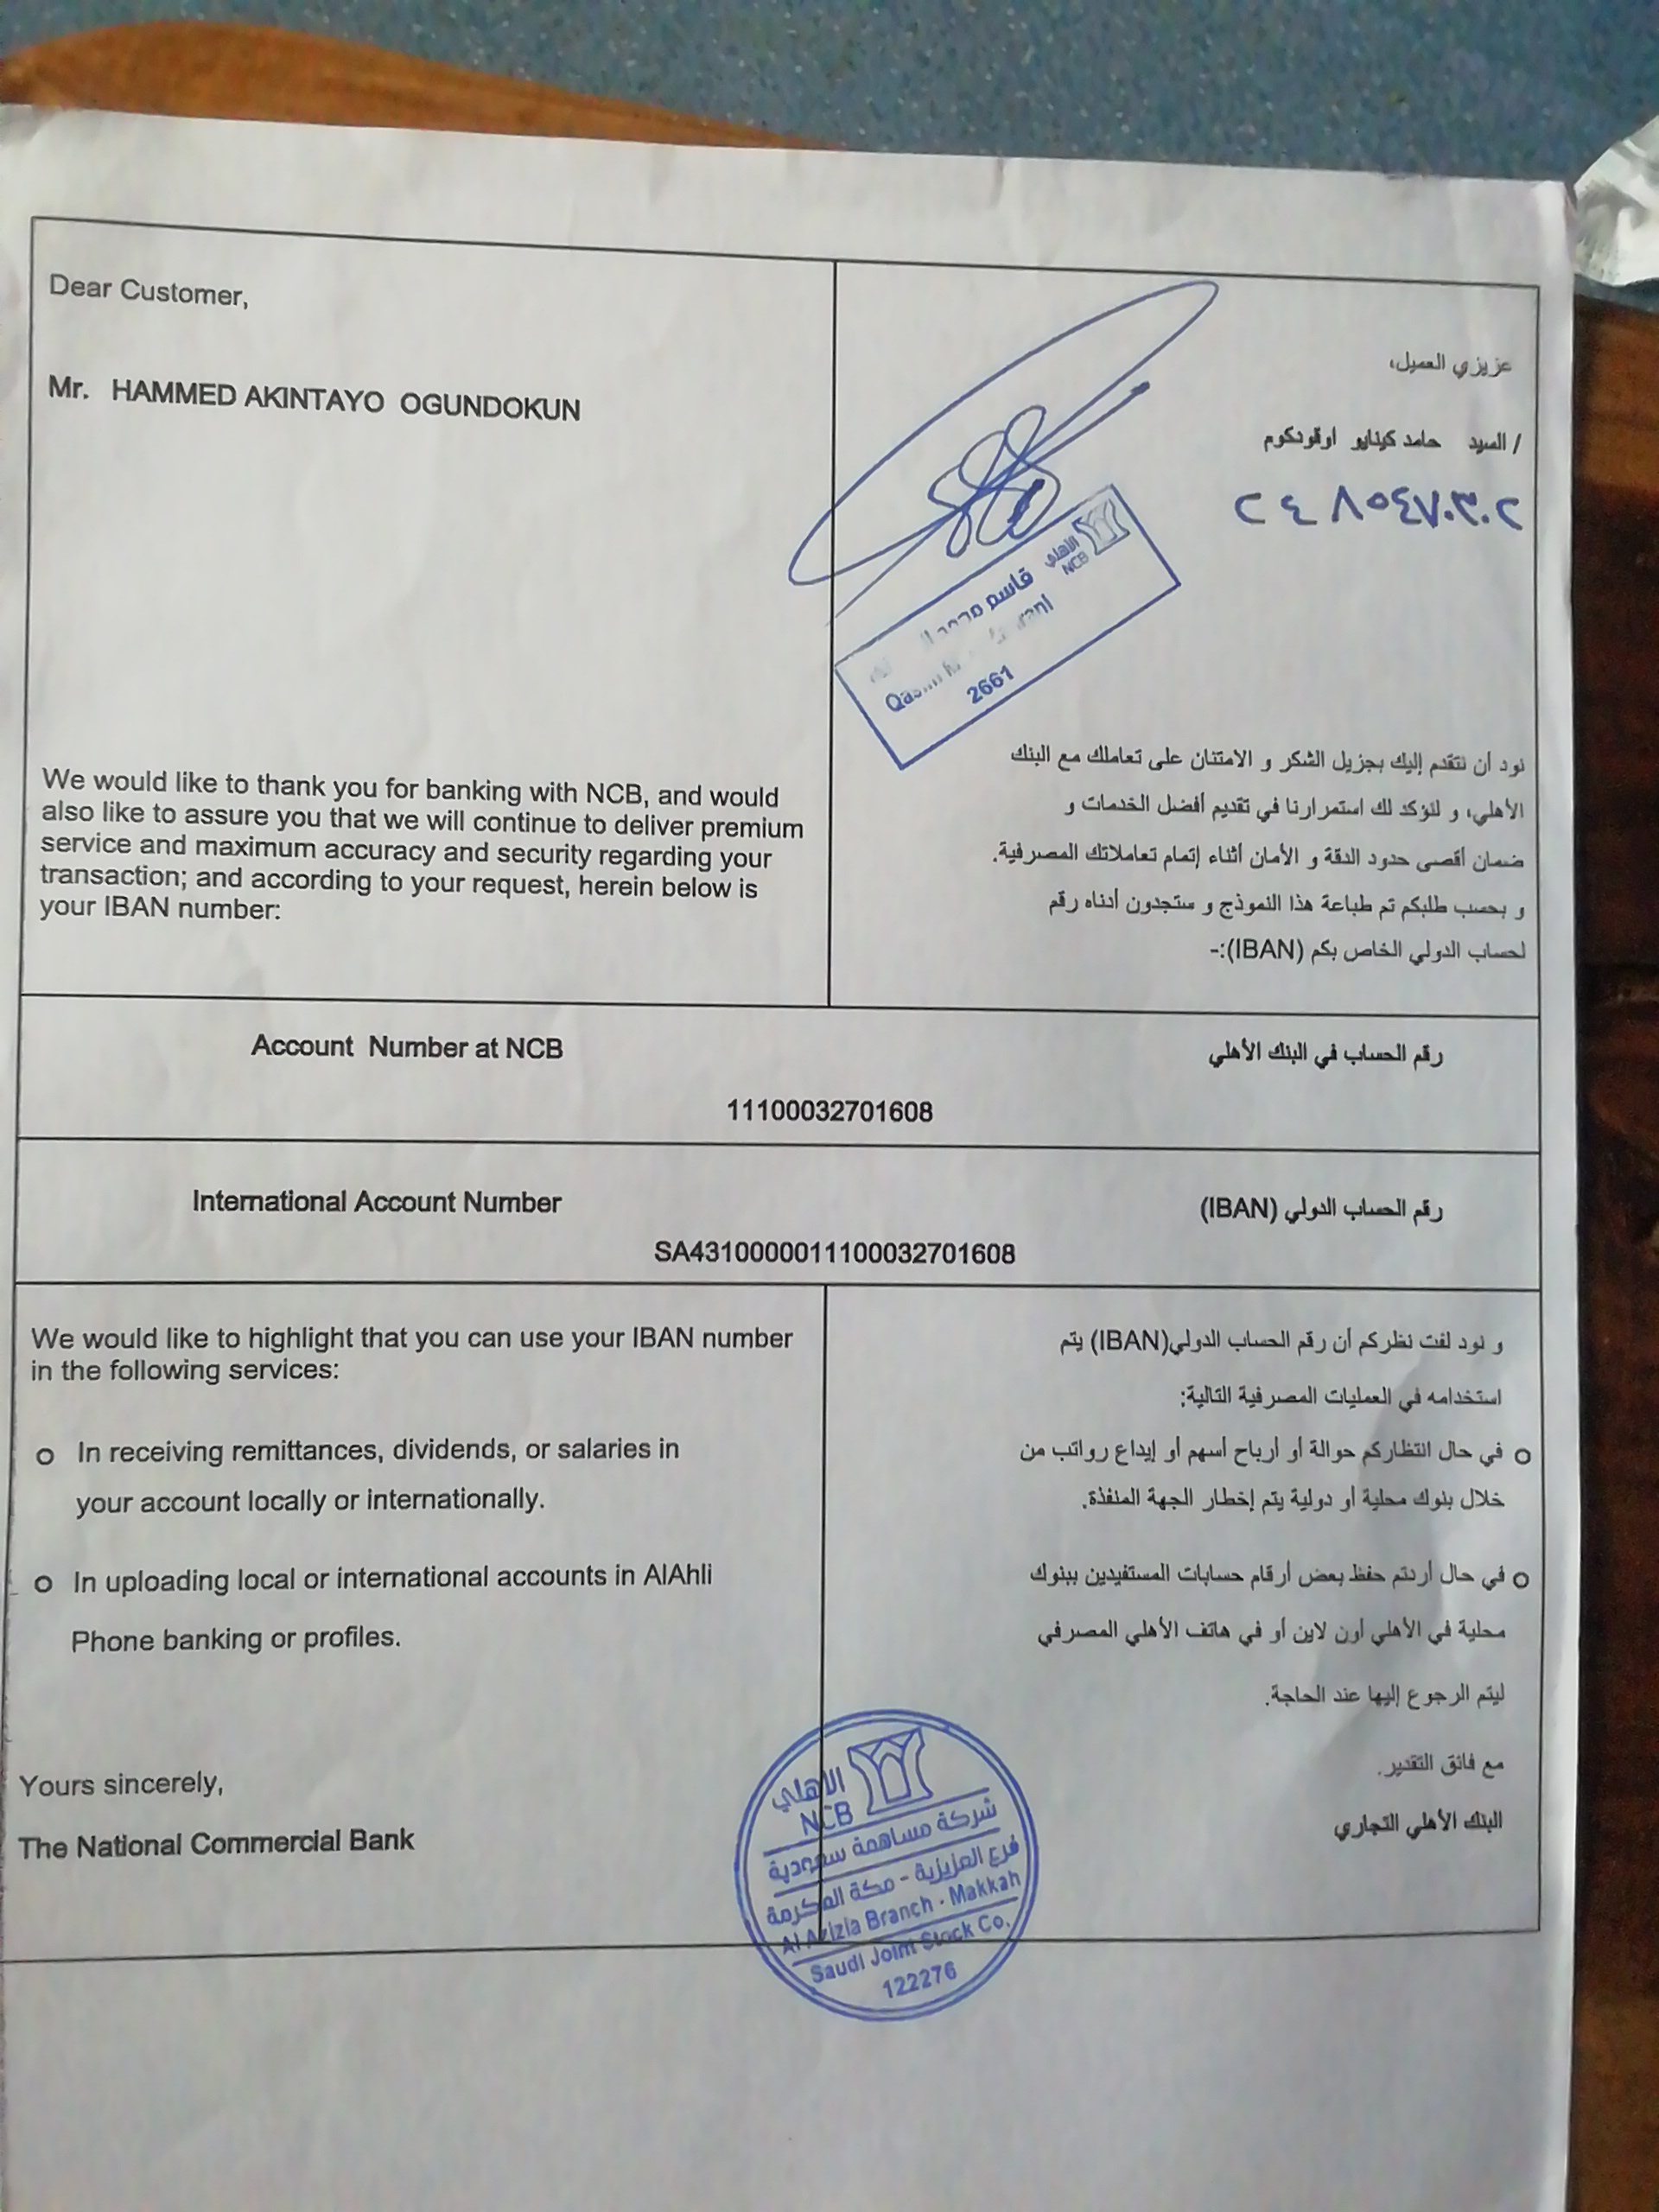 Dear Customer,
Mr. HAMMED AKINTAYO OGUNDOKUN
We would like to thank you for banking with NCB, and would
also like to assure you that we will continue to deliver premium
service and maximum accuracy and security regarding your
transaction; and according to your request, herein below is
your IBAN number:
عزيزي العميل،
/ السيد حامد كينايو اوقوندكوم
الأهلي
NCB
قاسم محمد
2661
نود أن نتقدم إليك بجزيل الشكر و الامتنان على تعاملك مع البنك
الأهلي، و لنؤكد لك استمرارنا في تقديم أفضل الخدمات و
ضمان أقصى حدود الدقة و الأمان أثناء إتمام تعاملاتك المصرفية.
و بحسب طلبكم تم طباعة هذا النموذج و ستجدون أدناه رقم
لحساب الدولي الخاص بكم (IBAN):-
Account Number at NCB
رقم الحساب في البنك الأهلي
11100032701608
International Account Number
رقم الحساب الدولي (IBAN)
SA4310000011100032701608
We would like to highlight that you can use your IBAN number
in the following services:
o In receiving remittances, dividends, or salaries in
your account locally or internationally.
o In uploading local or international accounts in AlAhli
Phone banking or profiles.
Yours sincerely,
The National Commercial Bank
و نود لفت نظركم أن رقم الحساب الدولي(IBAN) يتم
استخدامه في العمليات المصرفية التالية:
o في حال انتظاركم حوالة أو أرباح أسهم أو إيداع رواتب من
خلال بنوك محلية أو دولية يتم إخطار الجهة المنفذة.
o في حال أردتم حفظ بعض أرقام حسابات المستفيدين ببنوك
محلية في الأهلي أون لاين أو في هاتف الأهلي المصرفي
ليتم الرجوع إليها عند الحاجة.
مع فائق التقدير.
البنك الأهلي التجاري
الأهلي
NCB
شركة مساهمة سعودية
فرع العزيزية - مكة المكرمة
Al Azizia Branch - Makkah
Saudi Joint Stock Co.
122276